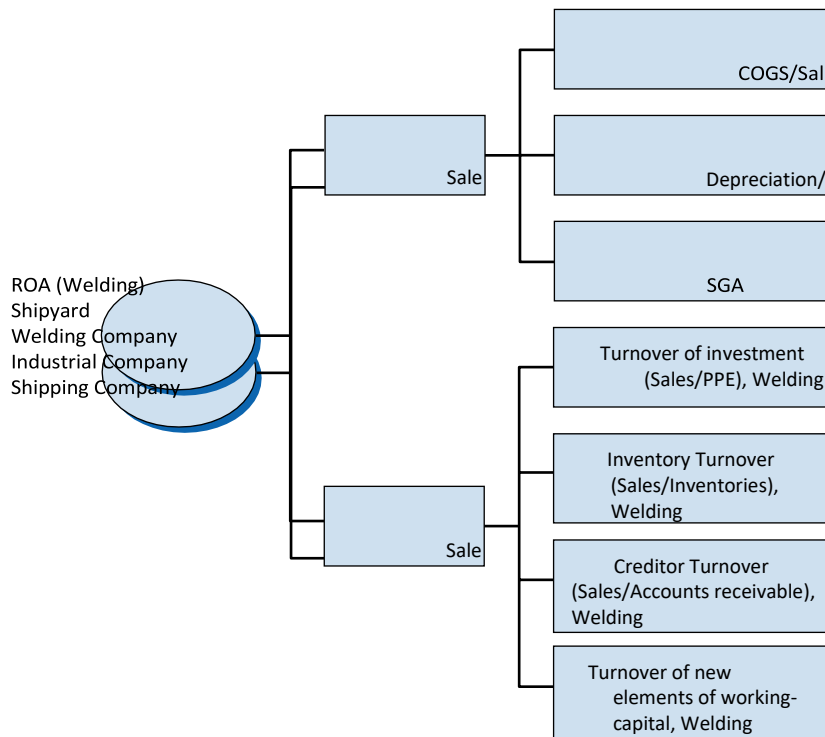 COGS/Sal
Sale
Depreciation/
SGA
ROA (Welding)
Shipyard
Welding Company
Industrial Company
Shipping Company
Turnover of investment
(Sales/PPE), Welding
Inventory Turnover
(Sales/Inventories),
Welding
Sale
Creditor Turnover
(Sales/Accounts receivable),
Welding
Turnover of new
elements of working-
capital, Welding